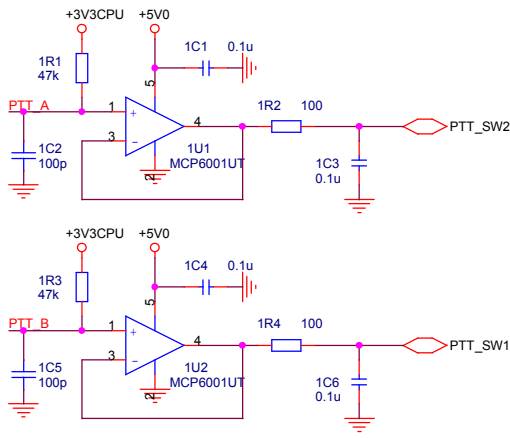 +3V3CPU +5V0
1C1 0.1u
1R1
47k
5
PTT_A 1 + 4 1R2 100 PTT_SW2
3 −
1C2
100p
1U1
MCP6001UT
2
1C3
0.1u
+3V3CPU +5V0
1C4 0.1u
1R3
47k
5
PTT_B 1 + 4 1R4 100 PTT_SW1
3 −
1C5
100p
1U2
MCP6001UT
2
1C6
0.1u